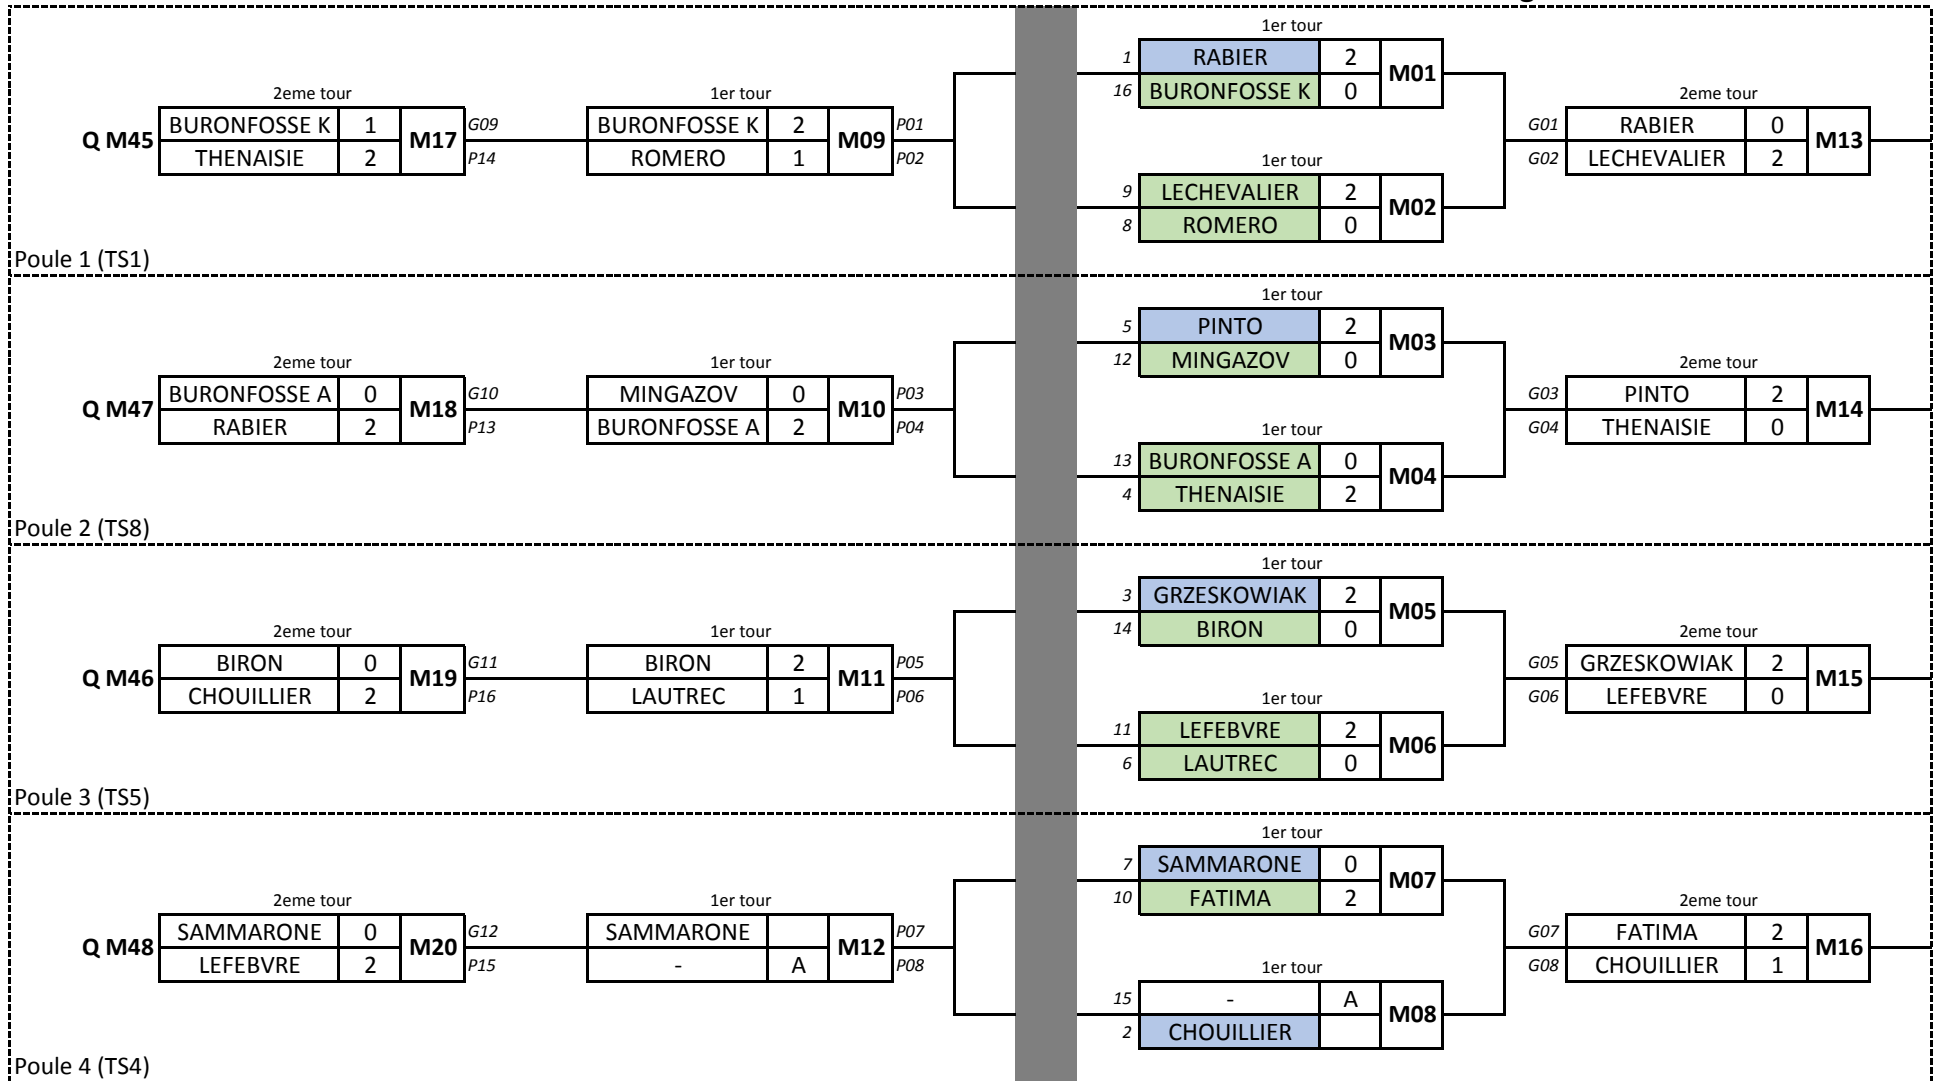 1er tour
1 RABIER 2 M01
16 BURONFOSSE K 0
2eme tour 1er tour 2eme tour
Q M45 BURONFOSSE K 1 M17 G09 BURONFOSSE K 2 M09 P01 G01 RABIER 0 M13
THENAISIE 2 P14 ROMERO 1 P02 G02 LECHEVALIER 2
1er tour
9 LECHEVALIER 2 M02
8 ROMERO 0
Poule 1 (TS1)
1er tour
5 PINTO 2 M03
12 MINGAZOV 0
2eme tour 1er tour 2eme tour
Q M47 BURONFOSSE A 0 M18 G10 MINGAZOV 0 M10 P03 G03 PINTO 2 M14
RABIER 2 P13 BURONFOSSE A 2 P04 G04 THENAISIE 0
1er tour
13 BURONFOSSE A 0 M04
4 THENAISIE 2
Poule 2 (TS8)
1er tour
3 GRZESKOWIAK 2 M05
14 BIRON 0
2eme tour 1er tour 2eme tour
Q M46 BIRON 0 M19 G11 BIRON 2 M11 P05 G05 GRZESKOWIAK 2 M15
CHOUILLIER 2 P16 LAUTREC 1 P06 G06 LEFEBVRE 0
1er tour
11 LEFEBVRE 2 M06
6 LAUTREC 0
Poule 3 (TS5)
1er tour
7 SAMMARONE 0 M07
10 FATIMA 2
2eme tour 1er tour 2eme tour
Q M48 SAMMARONE 0 M20 G12 SAMMARONE M12 P07 G07 FATIMA 2 M16
LEFEBVRE 2 P15 - A P08 G08 CHOUILLIER 1
1er tour
15 - A M08
2 CHOUILLIER
Poule 4 (TS4)